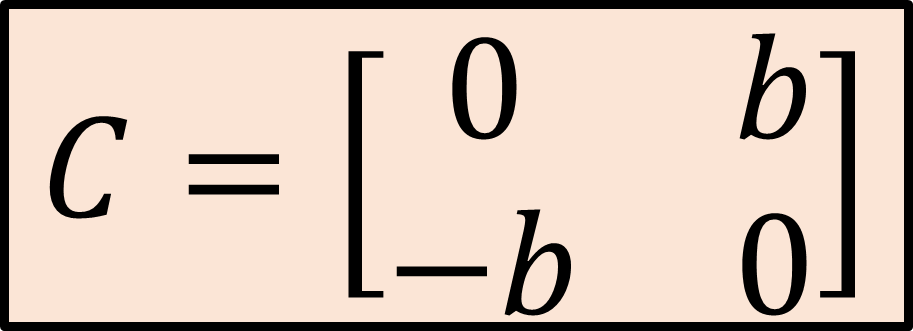 C = [ 0 b
-b 0 ]